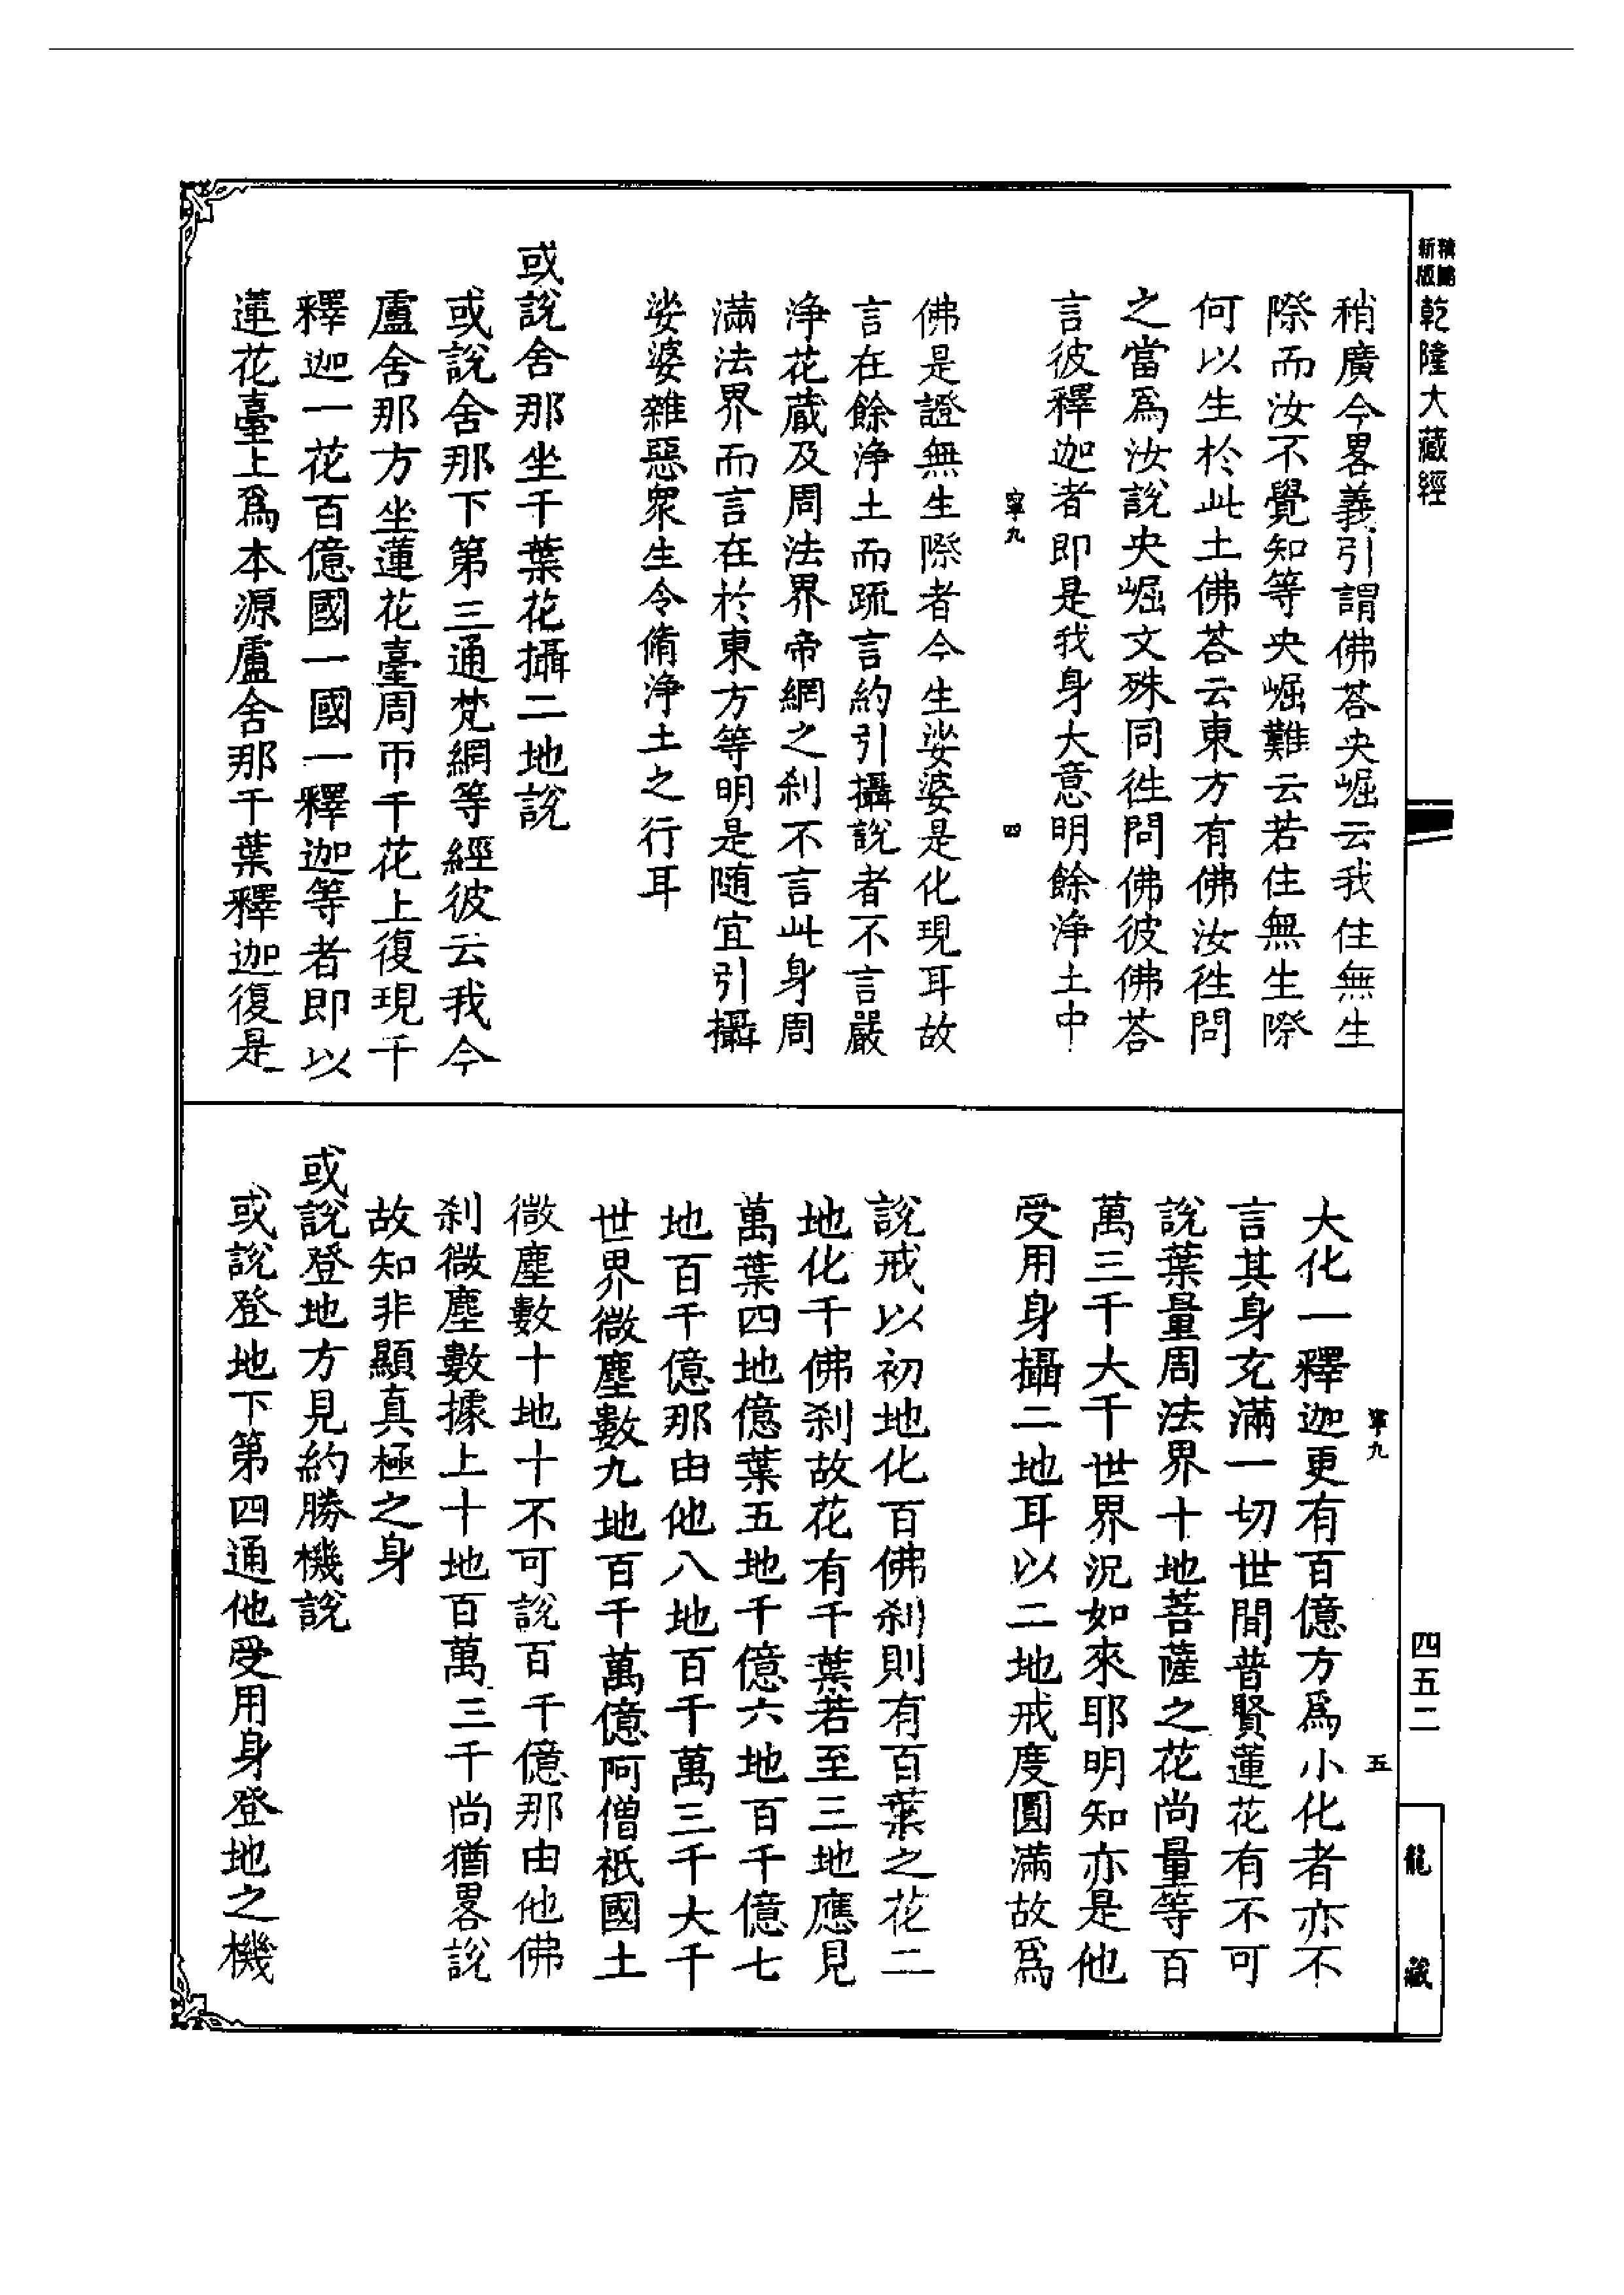 精編新版
乾隆大藏經
稍廣今畧義引謂佛荅央崛云我住無生
際而汝不覺知等央崛難云若住無生際
何以生於此土佛荅云東方有佛汝徃問
之當爲汝說央崛文殊同徃問佛彼佛荅
言彼釋迦者即是我身大意明餘浄土中
寧九
四
佛是證無生際者今生娑婆是化現耳故
言在餘浄土而䟽言約引攝說者不言嚴
浄花蔵及周法界帝網之刹不言此身周
滿法界而言在於東方等明是随宜引攝
娑婆雜惡衆生令脩浄土之行耳
或說舍那坐千葉花攝二地說
或說舍那下第三通梵網等經彼云我今
盧舍那方坐蓮花臺周帀千花上復現千
釋迦一花百億國一國一釋迦等者即以
蓮花臺上爲本源盧舍那千葉釋迦復是
寧九
五
大化一釋迦更有百億方爲小化者亦不
言其身充滿一切世間普賢蓮花有不可
說葉量周法界十地菩薩之花尚量等百
萬三千大千世界況如來耶明知亦是他
受用身攝二地耳以二地戒度圓滿故爲
說戒以初地化百佛刹則有百葉之花二
地化千佛刹故花有千葉若至三地應見
萬葉四地億葉五地千億六地百千億七
地百千億那由他八地百千萬三千大千
世界微塵數九地百千萬億阿僧祇國土
微塵數十地十不可說百千億那由他佛
刹微塵數據上十地百萬三千尚猶畧說
故知非顯真極之身
或說登地方見約勝機說
或說登地下第四通他受用身登地之機
四五二
龍藏